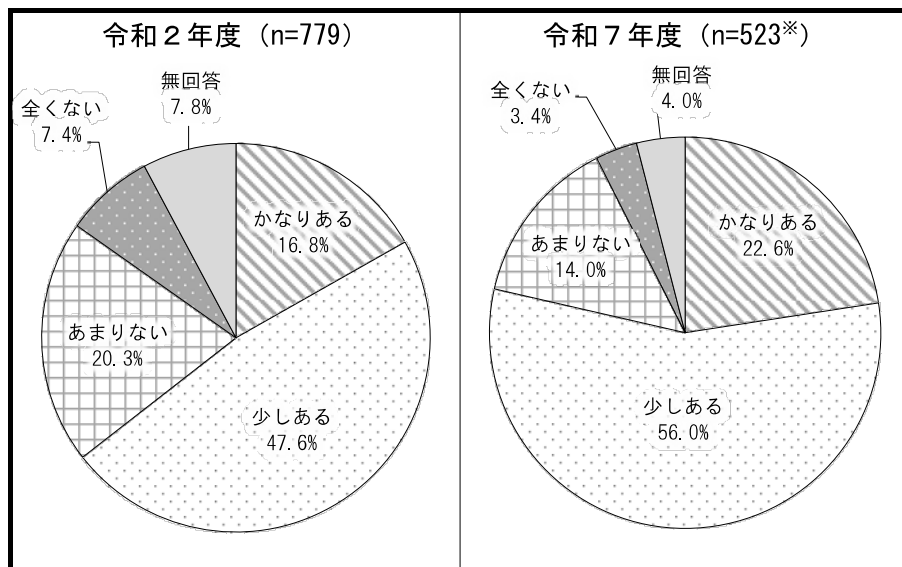 令和２年度（n=779）
無回答
7.8%
全くない
7.4%
かなりある
16.8%
あまりない
20.3%
少しある
47.6%
令和７年度（n=523※）
無回答
4.0%
全くない
3.4%
かなりある
22.6%
あまりない
14.0%
少しある
56.0%